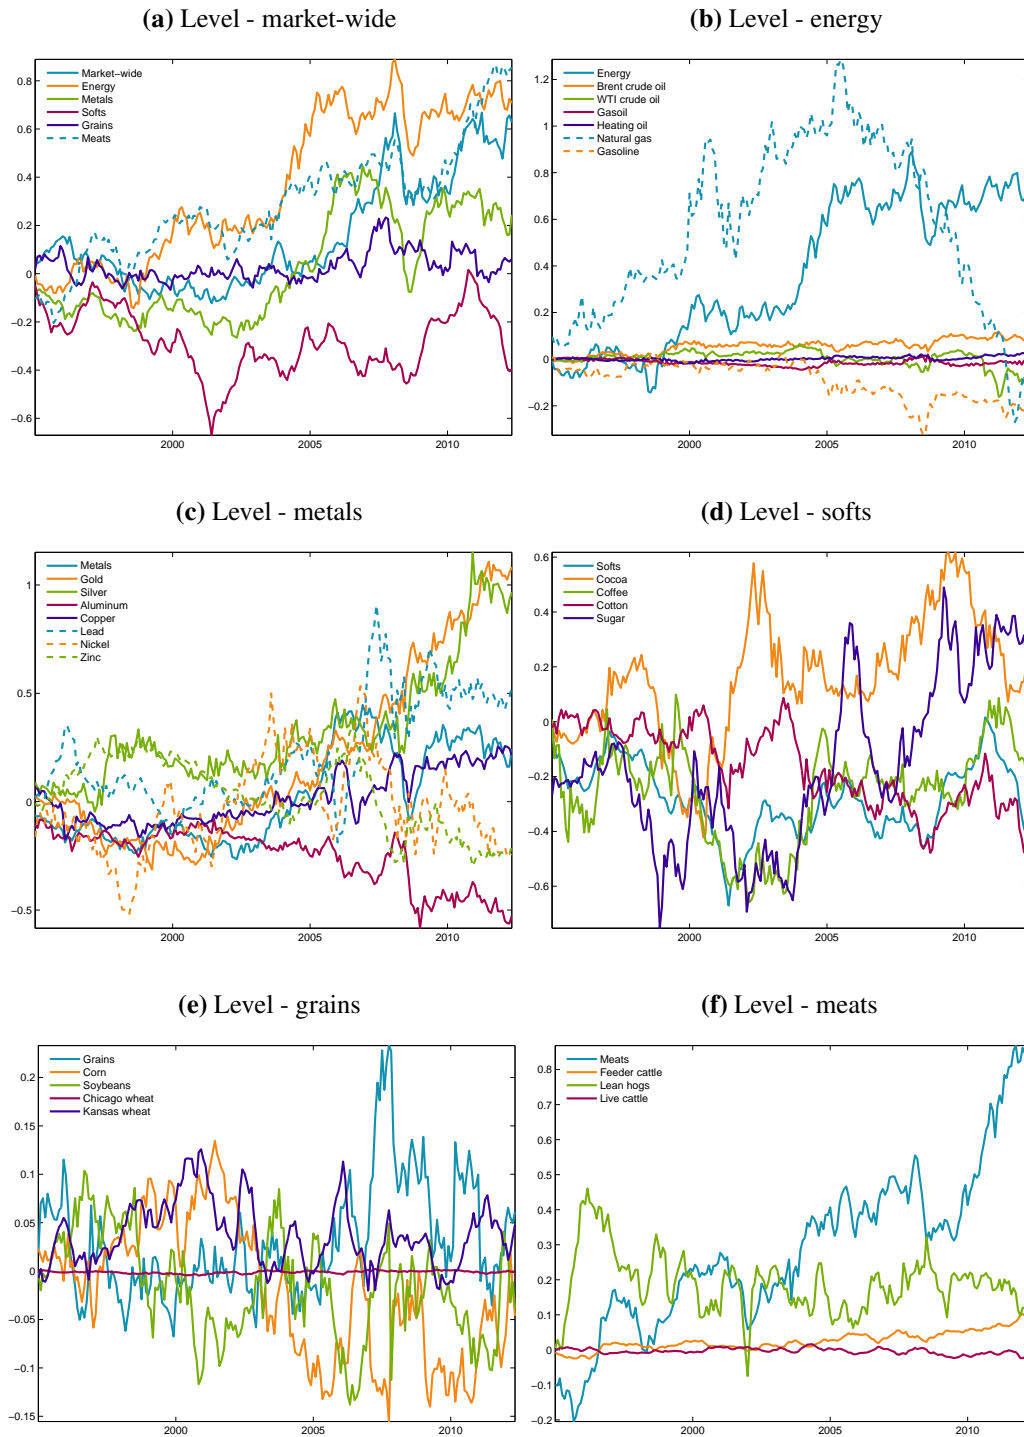 (a) Level - market-wide
Market-wide
Energy
Metals
Softs
Grains
Meats
0.8
0.6
0.4
0.2
0
−0.2
−0.4
−0.6
2000 2005 2010
(b) Level - energy
Energy
Brent crude oil
WTI crude oil
Gasoil
Heating oil
Natural gas
Gasoline
1.2
1
0.8
0.6
0.4
0.2
0
−0.2
2000 2005 2010
(c) Level - metals
Metals
Gold
Silver
Aluminum
Copper
Lead
Nickel
Zinc
1
0.5
0
−0.5
2000 2005 2010
(d) Level - softs
Softs
Cocoa
Coffee
Cotton
Sugar
0.6
0.4
0.2
0
−0.2
−0.4
−0.6
2000 2005 2010
(e) Level - grains
Grains
Corn
Soybeans
Chicago wheat
Kansas wheat
0.2
0.15
0.1
0.05
0
−0.05
−0.1
−0.15
2000 2005 2010
(f) Level - meats
Meats
Feeder cattle
Lean hogs
Live cattle
0.8
0.7
0.6
0.5
0.4
0.3
0.2
0.1
0
−0.1
−0.2
2000 2005 2010